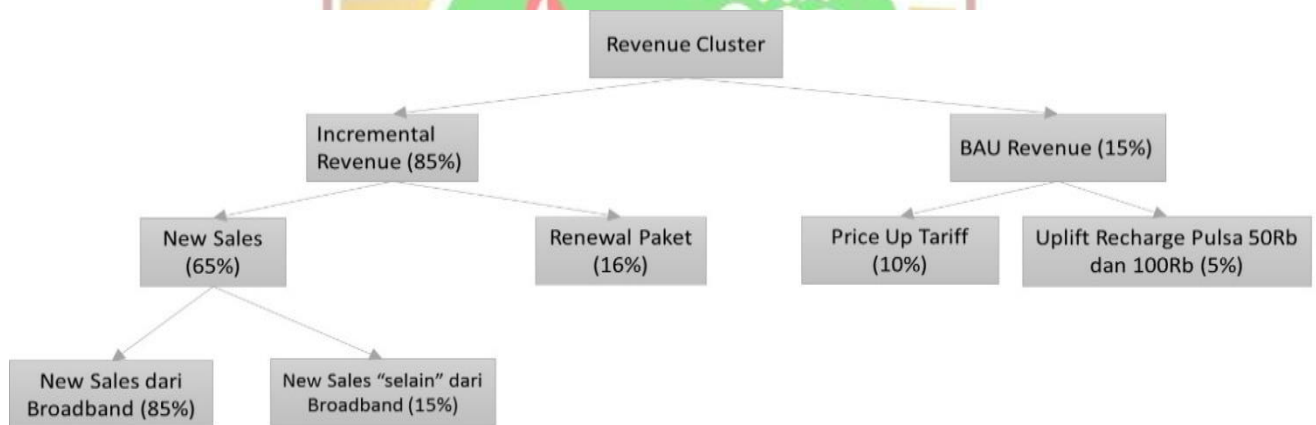 Revenue Cluster
Incremental
Revenue (85%)
BAU Revenue (15%)
New Sales
(65%)
Renewal Paket
(16%)
Price Up Tariff
(10%)
Uplift Recharge Pulsa 50Rb
dan 100Rb (5%)
New Sales dari
Broadband (85%)
New Sales “selain” dari
Broadband (15%)